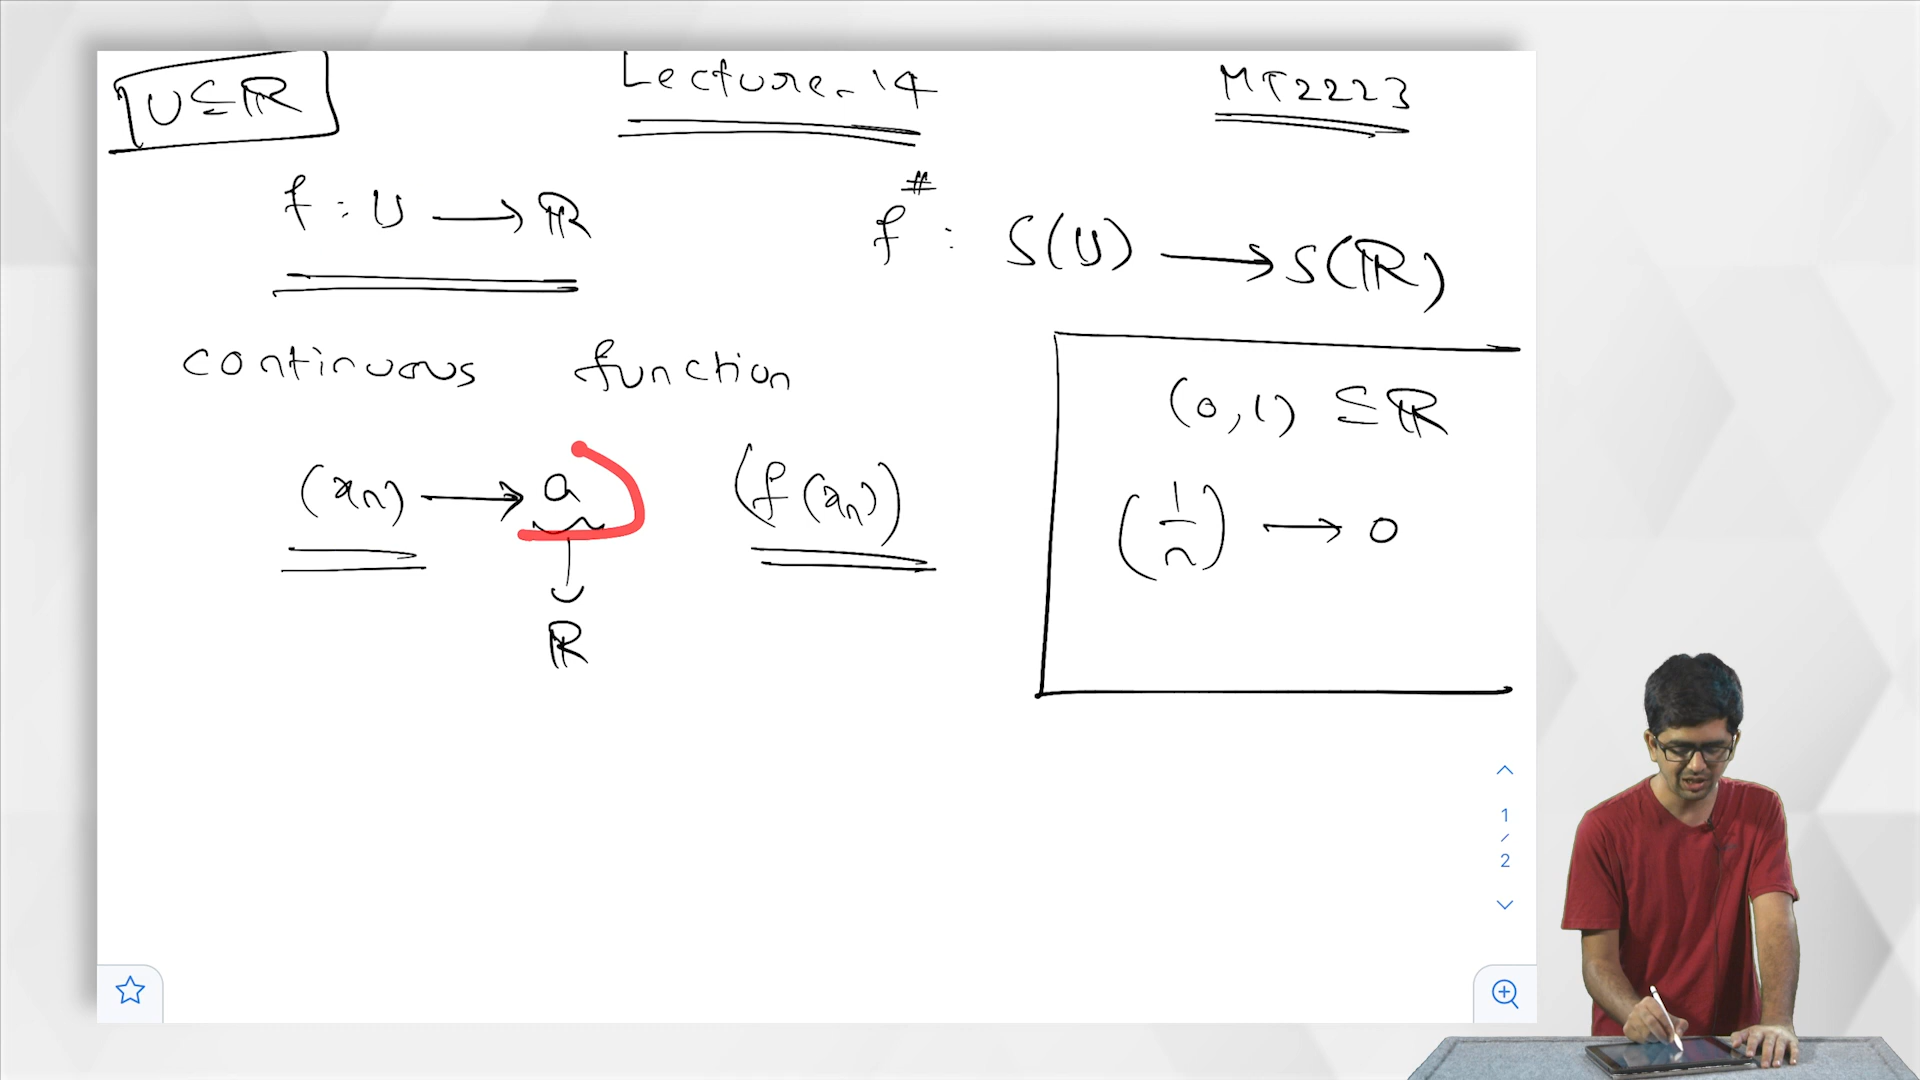 U ⊆ ℝ
Lecture-14
MT2223
f : U ⟶ ℝ
f^# : S(U) ⟶ S(ℝ)
continuous function
(0,1) ⊆ ℝ
(xₙ) ⟶ a
(f(xₙ))
(1/n) ⟶ 0
ℝ
1
/
2